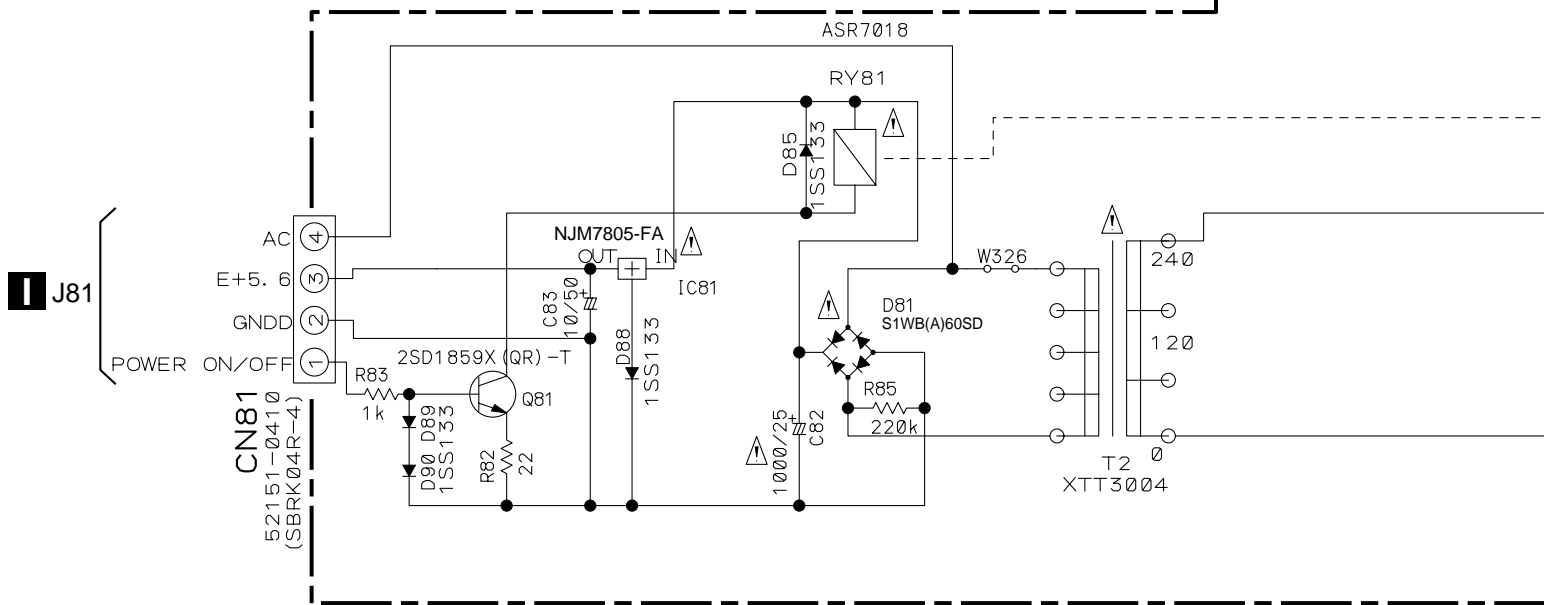 ASR7018
RY81
D85
1SS133
NJM7805-FA
OUT
IN
IC81
AC
4
E+5. 6
3
GNDD
2
POWER ON/OFF
1
I
J81
C83
10/50
+
D88
1SS133
2SD1859X(QR)-T
Q81
R83
1k
D89
D90
1SS133
R82
22
CN81
52151-0410
(SBRK04R-4)
W326
D81
S1WB(A)60SD
R85
220k
C82
1000/25
+
!
!
!
!
!
T2
XTT3004
240
120
0